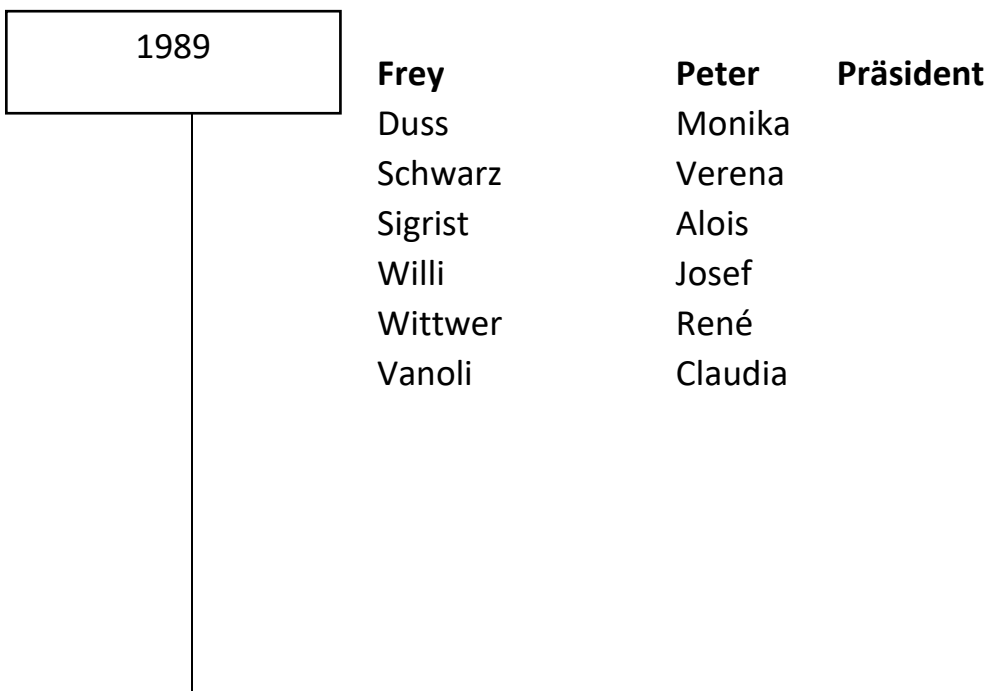 1989
Frey Peter Präsident
Duss Monika
Schwarz Verena
Sigrist Alois
Willi Josef
Wittwer René
Vanoli Claudia